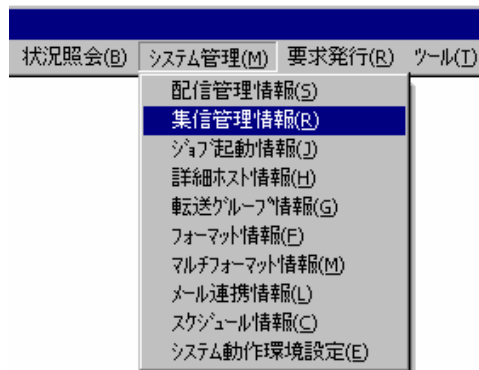 状況照会(B) システム管理(M) 要求発行(R) ツール(T)
配信管理情報(S)
集信管理情報(R)
ジョブ起動情報(J)
詳細ホスト情報(H)
転送グループ情報(G)
フォーマット情報(F)
マルチフォーマット情報(M)
メール連携情報(L)
スケジュール情報(C)
システム動作環境設定(E)